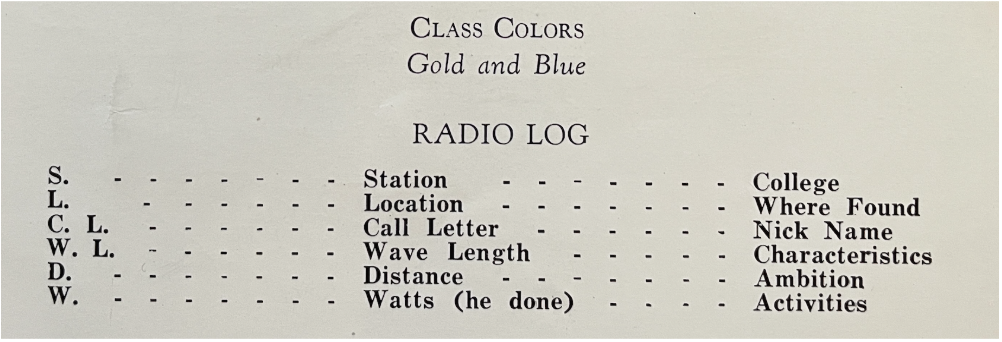 CLASS COLORS
Gold and Blue
RADIO LOG
S. - - - - - - - Station - - - - - - - College
L. - - - - - - Location - - - - - - - Where Found
C. L. - - - - - - Call Letter - - - - - - Nick Name
W. L. - - - - - - Wave Length - - - - - Characteristics
D. - - - - - - - Distance - - - - - - - Ambition
W. - - - - - - - Watts (he done) - - - - Activities